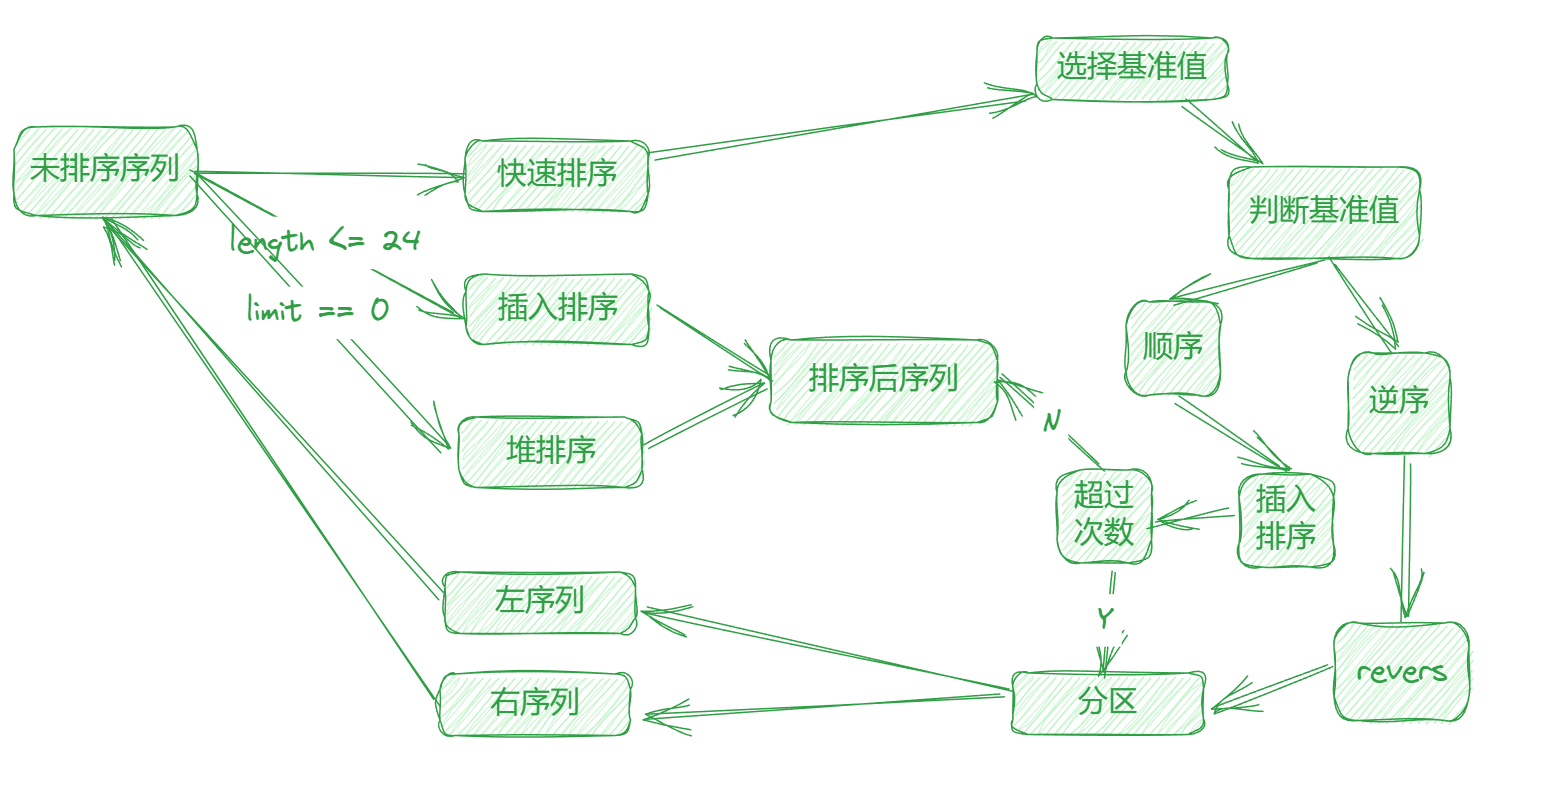 选择基准值
未排序序列
快速排序
判断基准值
length <= 24
limit == 0
插入排序
顺序
排序后序列
逆序
N
堆排序
超过
次数
插入
排序
左序列
Y
右序列
分区
revers